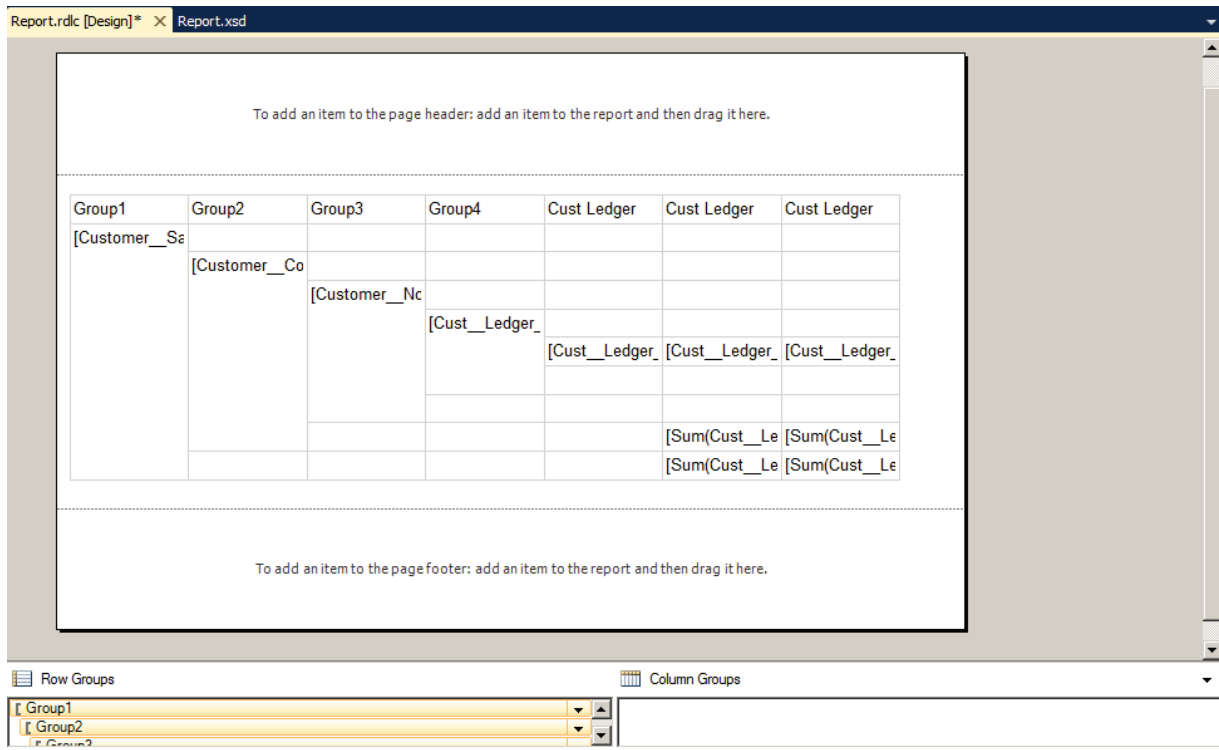 Report.rdlc [Design]* Report.xsd
To add an item to the page header: add an item to the report and then drag it here.
Group1 Group2 Group3 Group4 Cust Ledger Cust Ledger Cust Ledger
[Customer__Sa
[Customer__Co
[Customer__No
[Cust__Ledger_
[Cust__Ledger_ [Cust__Ledger_ [Cust__Ledger_
[Sum(Cust__Le [Sum(Cust__Le
[Sum(Cust__Le [Sum(Cust__Le
To add an item to the page footer: add an item to the report and then drag it here.
Row Groups Column Groups
Group1
Group2